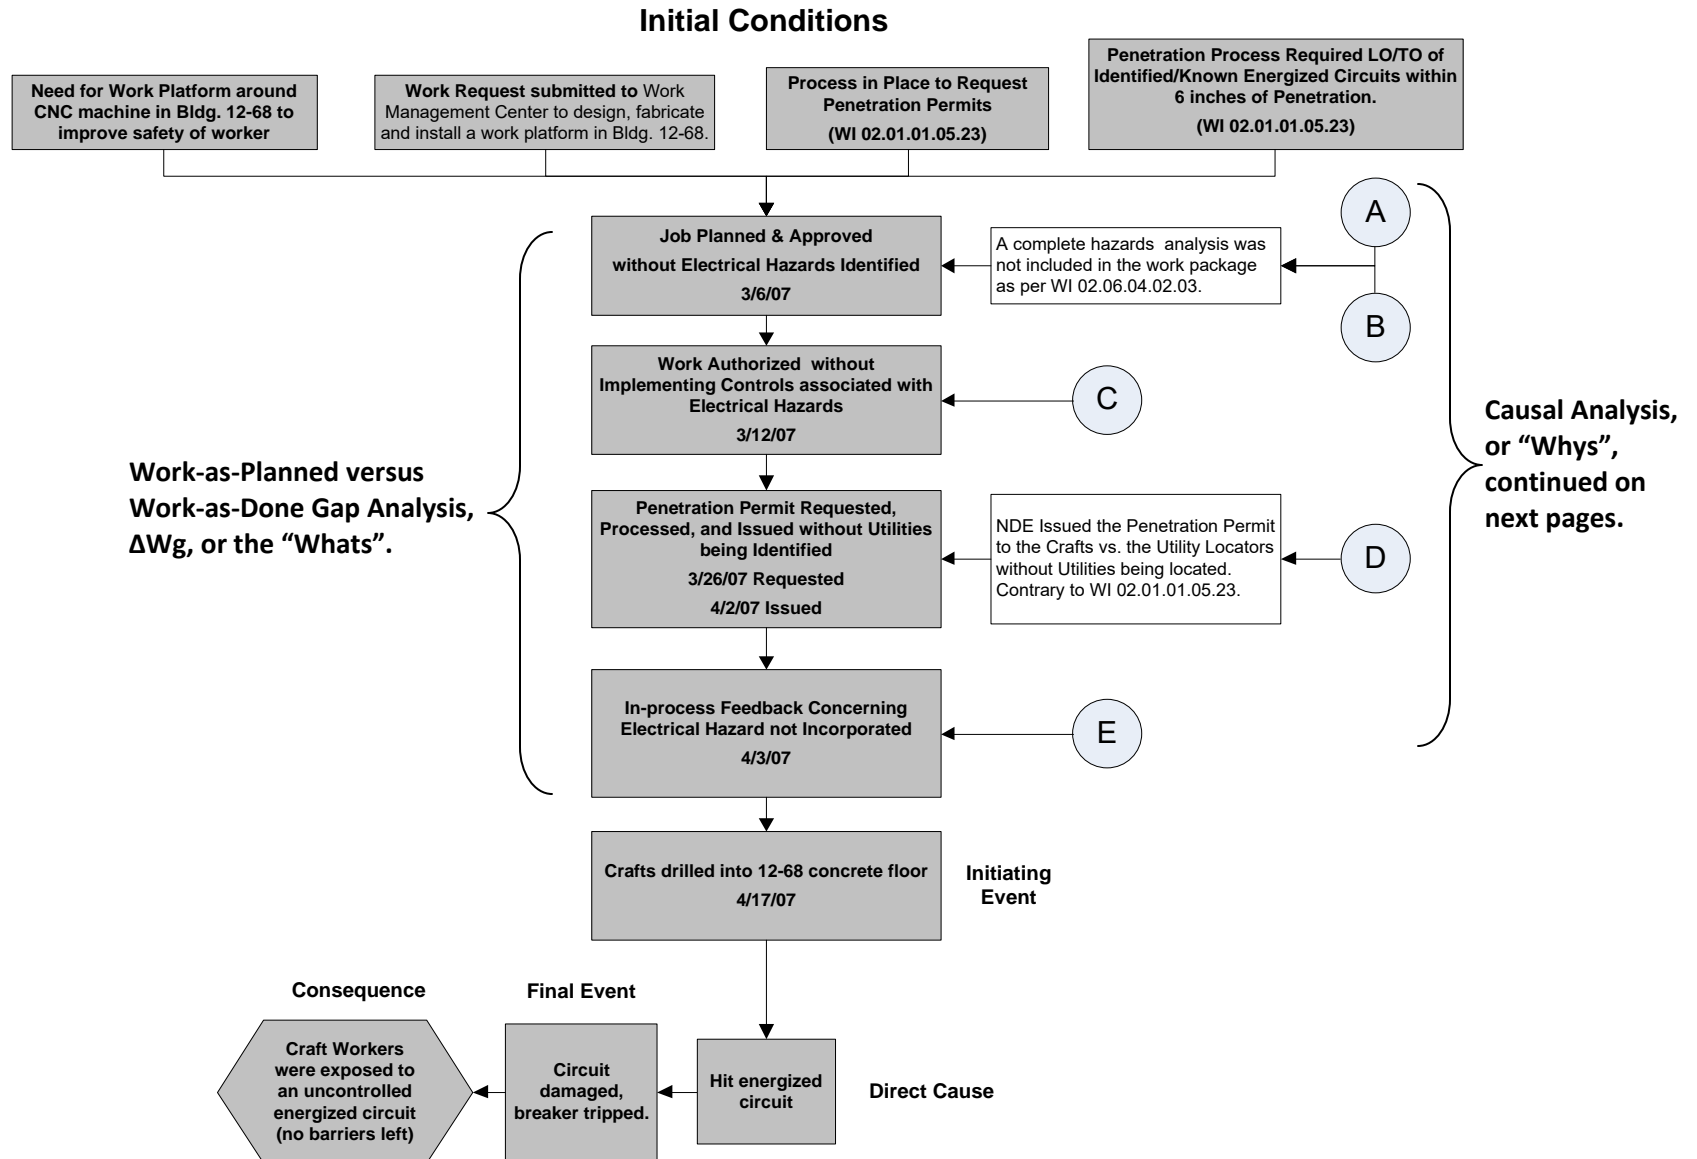 Initial Conditions
Need for Work Platform around
CNC machine in Bldg. 12-68 to
improve safety of worker
Work Request submitted to Work
Management Center to design, fabricate
and install a work platform in Bldg. 12-68.
Process in Place to Request
Penetration Permits
(WI 02.01.01.05.23)
Penetration Process Required LO/TO of
Identified/Known Energized Circuits within
6 inches of Penetration.
(WI 02.01.01.05.23)
Job Planned & Approved
without Electrical Hazards Identified
3/6/07
A complete hazards analysis was
not included in the work package
as per WI 02.06.04.02.03.
A
B
Work Authorized without
Implementing Controls associated with
Electrical Hazards
3/12/07
C
Work-as-Planned versus
Work-as-Done Gap Analysis,
ΔWg, or the “Whats”.
Causal Analysis,
or “Whys”,
continued on
next pages.
Penetration Permit Requested,
Processed, and Issued without Utilities
being Identified
3/26/07 Requested
4/2/07 Issued
NDE Issued the Penetration Permit
to the Crafts vs. the Utility Locators
without Utilities being located.
Contrary to WI 02.01.01.05.23.
D
In-process Feedback Concerning
Electrical Hazard not Incorporated
4/3/07
E
Crafts drilled into 12-68 concrete floor
4/17/07
Initiating
Event
Consequence
Final Event
Craft Workers
were exposed to
an uncontrolled
energized circuit
(no barriers left)
Circuit
damaged,
breaker tripped.
Hit energized
circuit
Direct Cause